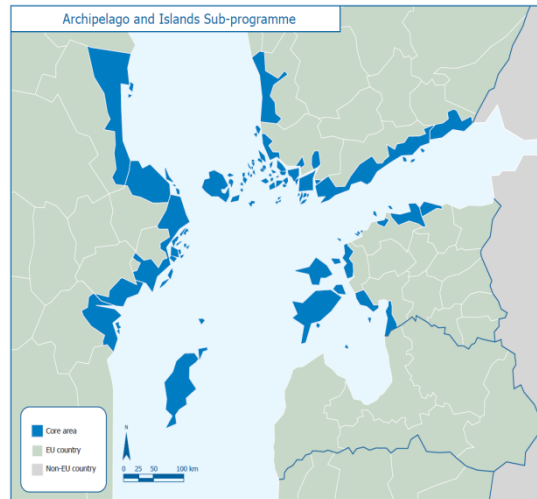 Archipelago and Islands Sub-programme
Core area
EU country
Non-EU country
N
0 25 50 100 km